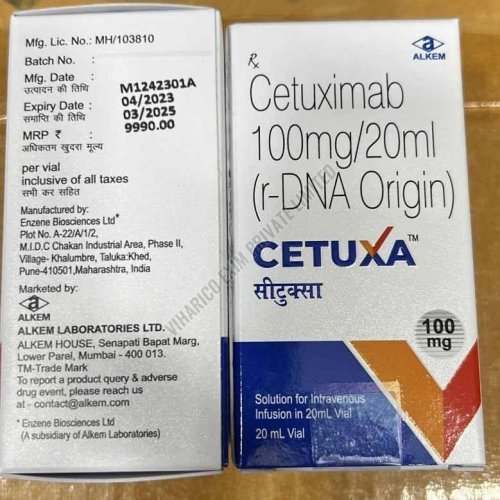 Mfg. Lic. No.: MH/103810
Batch No. :
Mfg. Date :
उत्पादन की तिथि
M1242301A
04/2023
Expiry Date :
समाप्ति की तिथि
03/2025
MRP ₹ :
9990.00
अधिकतम खुदरा मूल्य
per vial
inclusive of all taxes
सभी कर सहित
Manufactured by:
Enzene Biosciences Ltd*
Plot No. A-22/A/1/2,
M.I.D.C Chakan Industrial Area, Phase II,
Village- Khalumbre, Taluka:Khed,
Pune-410501,Maharashtra, India
Marketed by:
ALKEM
ALKEM LABORATORIES LTD.
ALKEM HOUSE, Senapati Bapat Marg,
Lower Parel, Mumbai - 400 013.
TM-Trade Mark
To report a product query & adverse
drug event, please reach us
at - contact@alkem.com
* Enzene Biosciences Ltd
(A subsidiary of Alkem Laboratories)
Rx
ALKEM
Cetuximab
100mg/20ml
(r-DNA Origin)
CETUXA™
सीटुक्सा
100
mg
Solution for Intravenous
Infusion in 20mL Vial
20 mL Vial
VIHARICO EXIM PRIVATE LIMITED